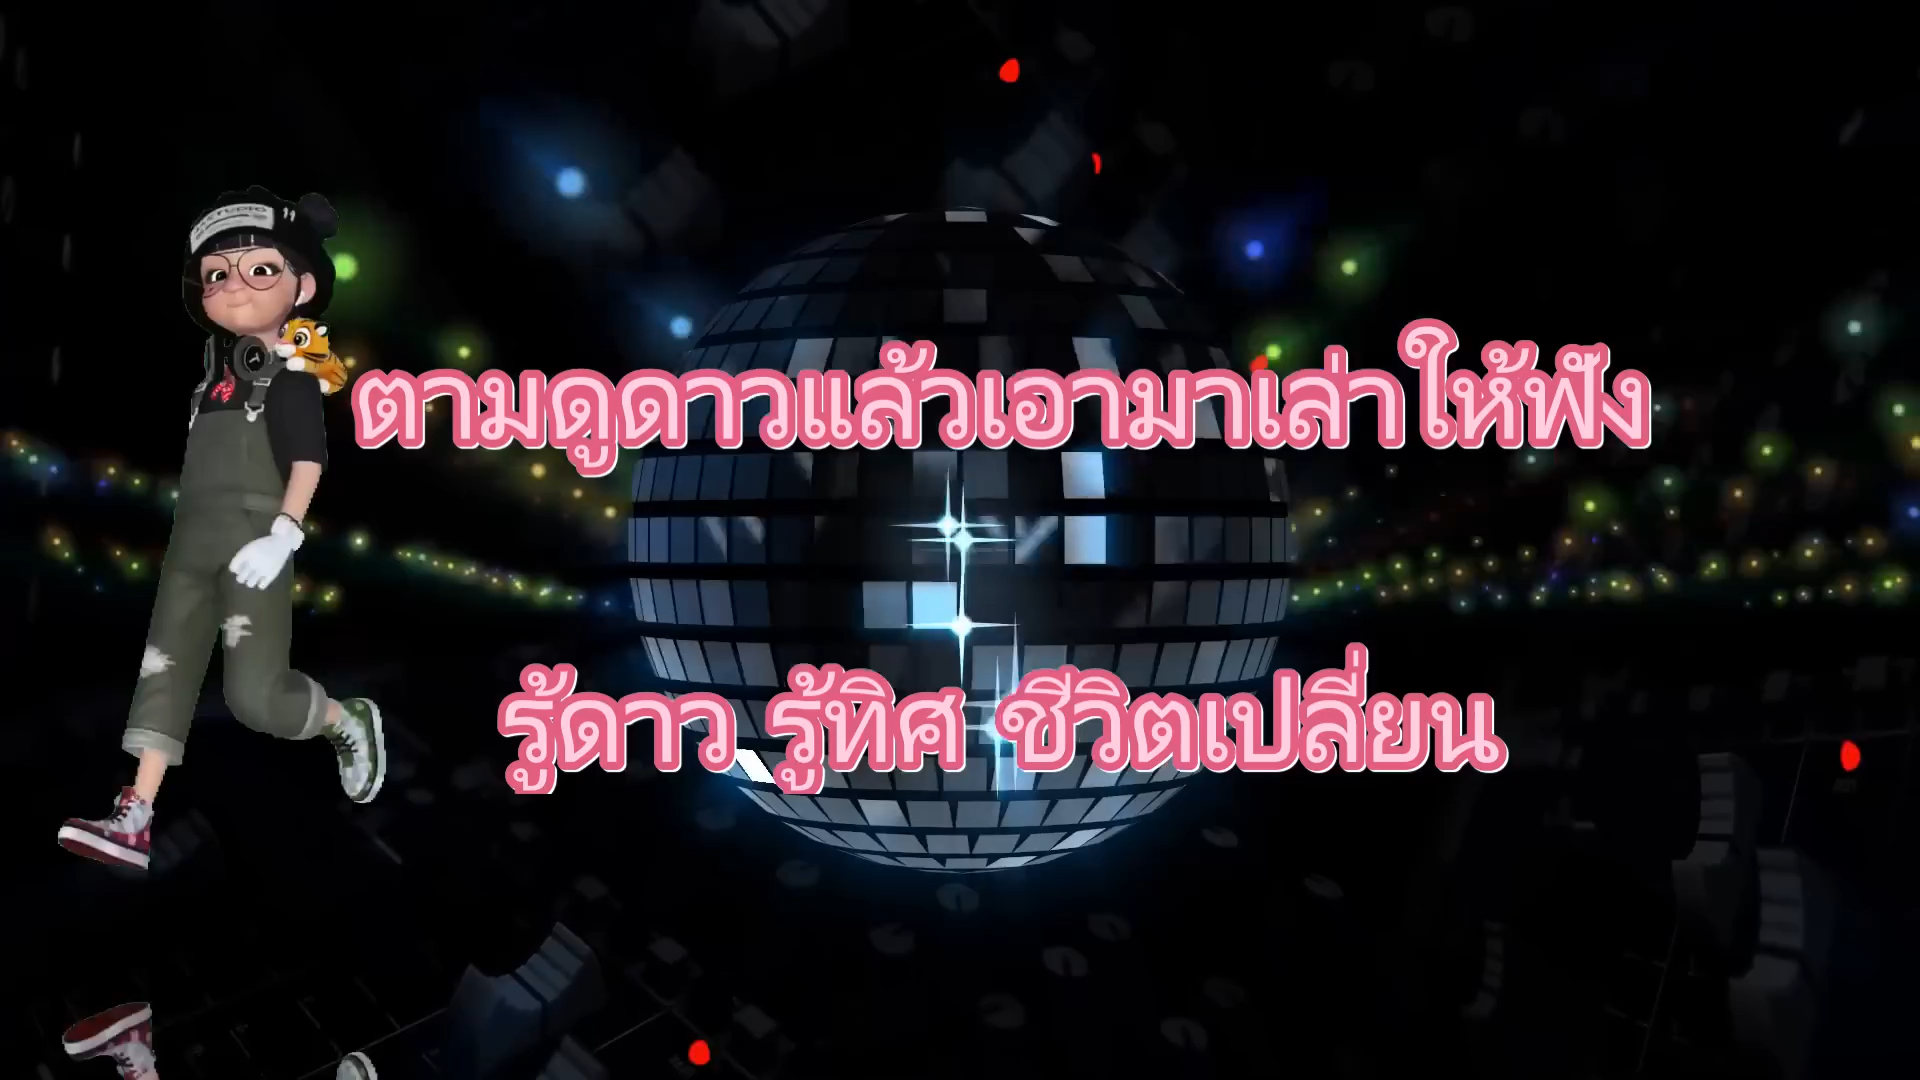 ตามดูดาวแล้วเอามาเล่าให้ฟัง
รู้ดาว รู้ทิศ ชีวิตเปลี่ยน